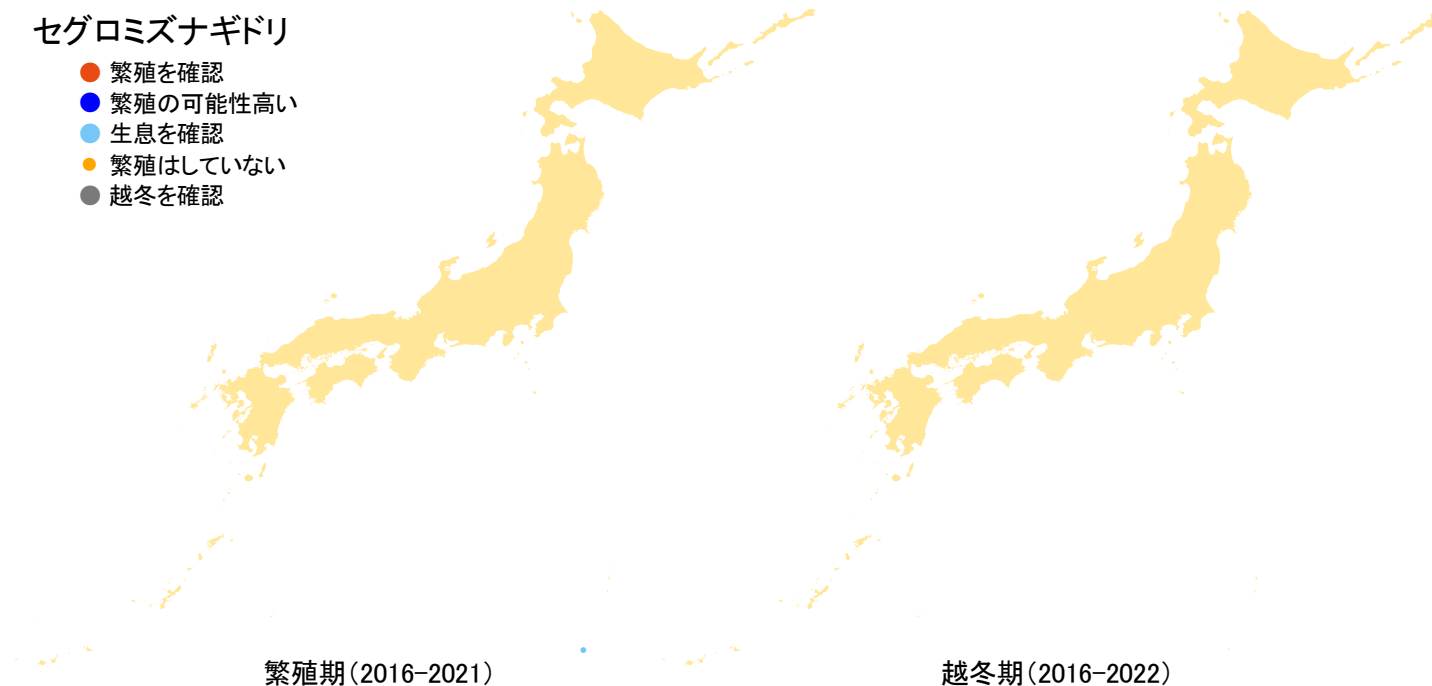 セグロミズナギドリ
繁殖を確認
繁殖の可能性高い
生息を確認
繁殖はしていない
越冬を確認
繁殖期(2016-2021)
越冬期(2016-2022)